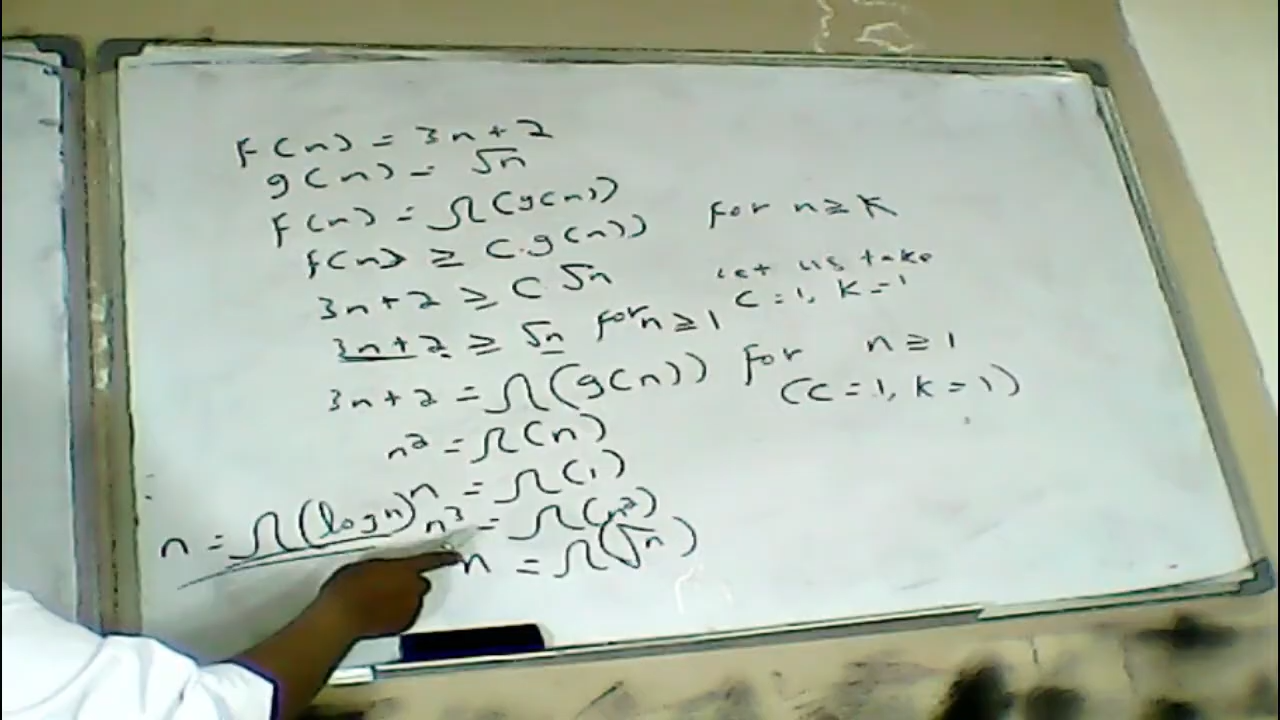 F(n) = 3n+2
g(n) = √n
f(n) = Ω(g(n))
f(n) ≥ C.g(n)) for n ≥ K
3n+2 ≥ C √n Let us take
C=1, K=1
3n+2 ≥ √n for n ≥ 1
3n+2 = Ω(g(n)) for n ≥ 1
(C=1, K=1)
n² = Ω(n)
n = Ω(1)
n³ = Ω(n²)
n = Ω(logn)
n = Ω(√n)